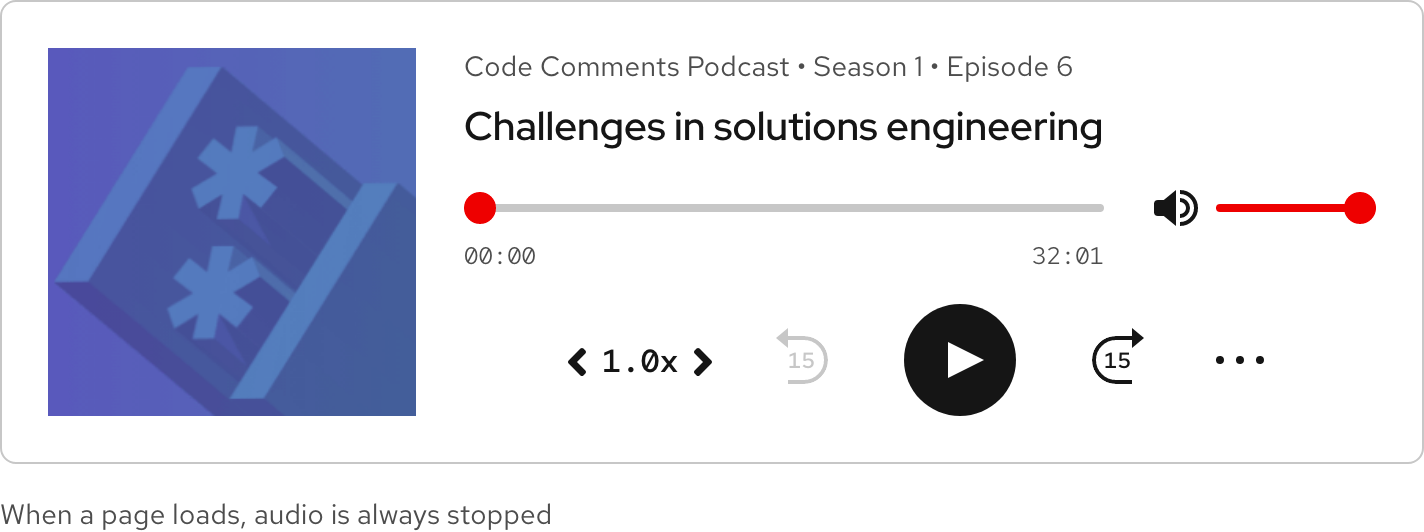 Code Comments Podcast • Season 1 • Episode 6
Challenges in solutions engineering
00:00 32:01
1.0x 15 15
When a page loads, audio is always stopped